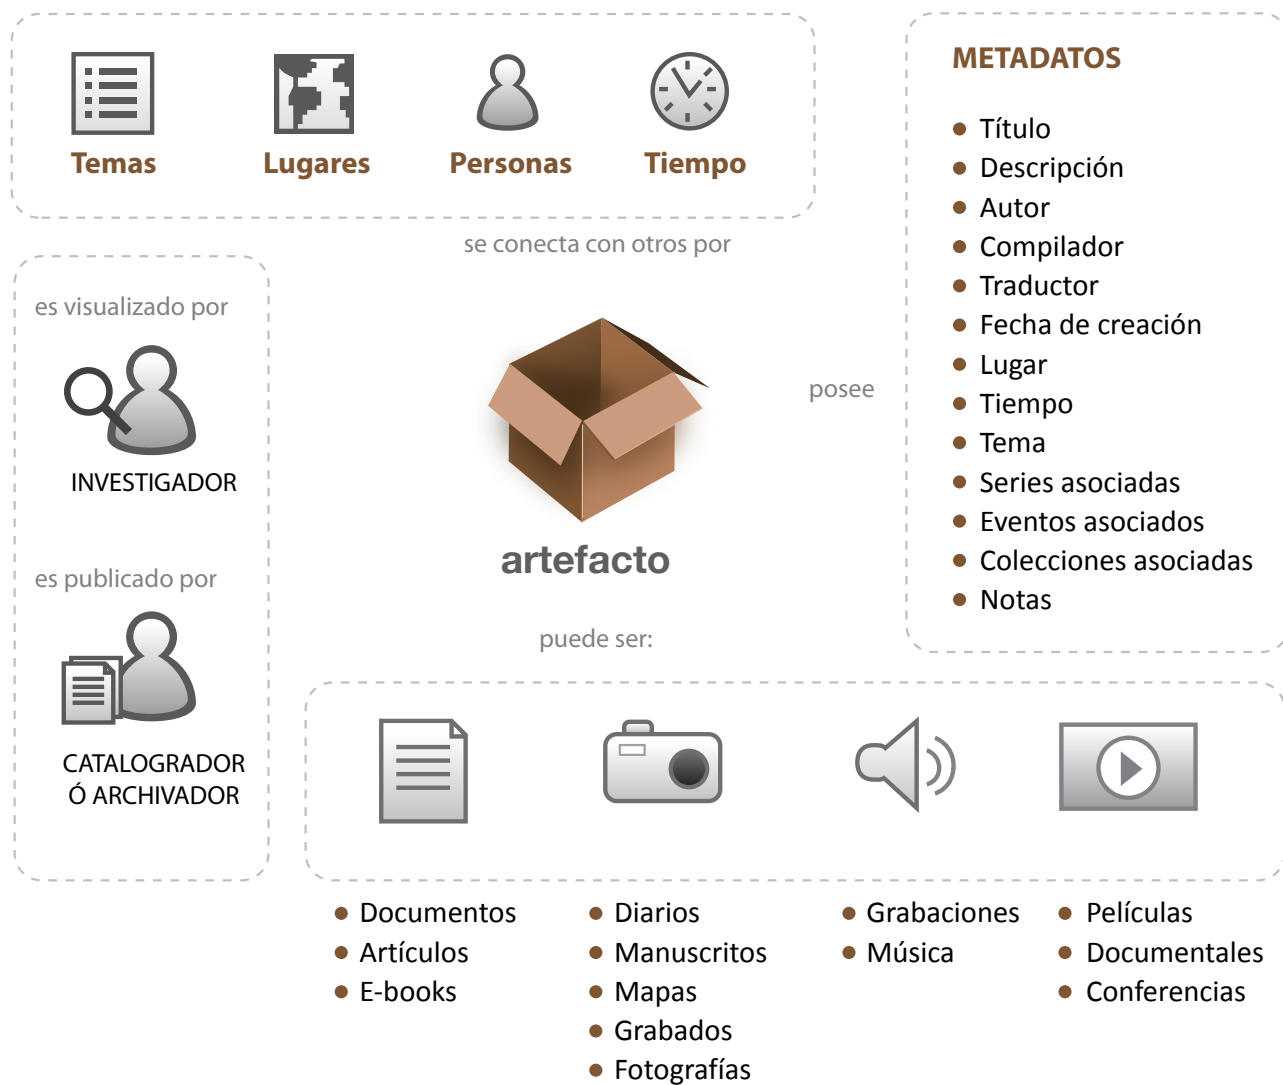 Temas
Lugares
Personas
Tiempo
se conecta con otros por
es visualizado por
INVESTIGADOR
es publicado por
CATALOGRADOR
Ó ARCHIVADOR
artefacto
posee
METADATOS
Título
Descripción
Autor
Compilador
Traductor
Fecha de creación
Lugar
Tiempo
Tema
Series asociadas
Eventos asociados
Colecciones asociadas
Notas
puede ser:
Documentos
Artículos
E-books
Diarios
Manuscritos
Mapas
Grabados
Fotografías
Grabaciones
Música
Películas
Documentales
Conferencias